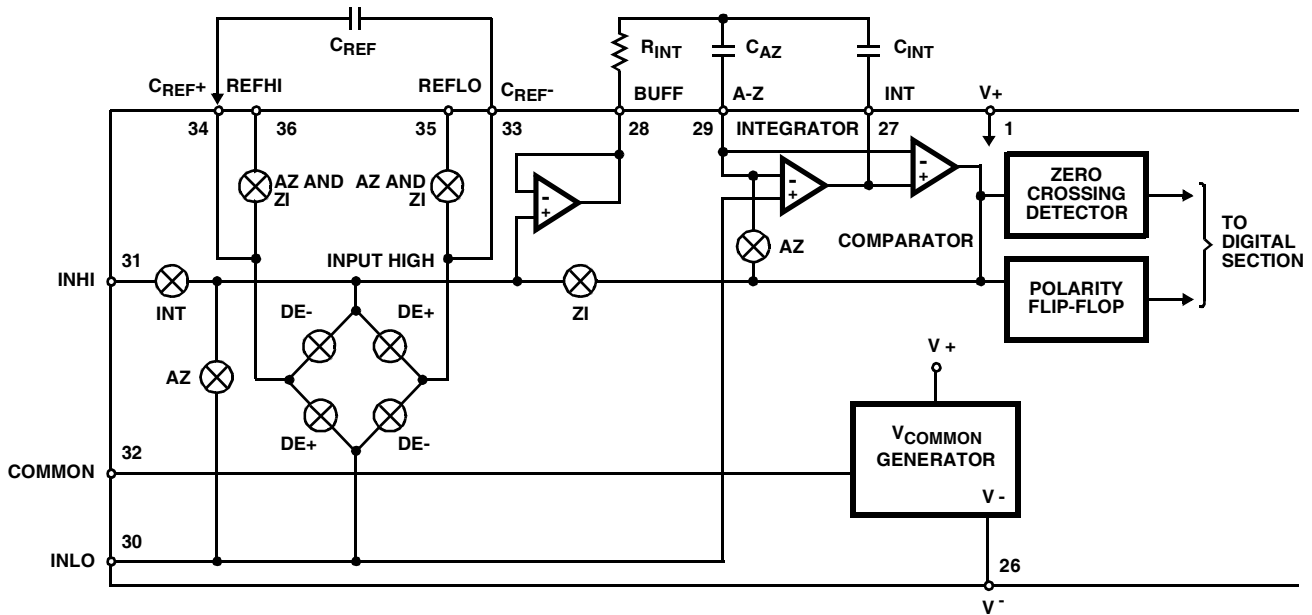 CREF
RINT
CAZ
CINT
CREF+
REFHI
REFLO
CREF-
BUFF
A-Z
INT
V+
34
36
35
33
28
29
INTEGRATOR
27
1
AZ AND
ZI
AZ AND
ZI
-
+
-
+
-
+
ZERO
CROSSING
DETECTOR
TO
DIGITAL
SECTION
AZ
COMPARATOR
31
INPUT HIGH
INHI
INT
ZI
POLARITY
FLIP-FLOP
DE-
DE+
AZ
V+
DE+
DE-
VCOMMON
GENERATOR
V-
32
COMMON
30
INLO
26
V-